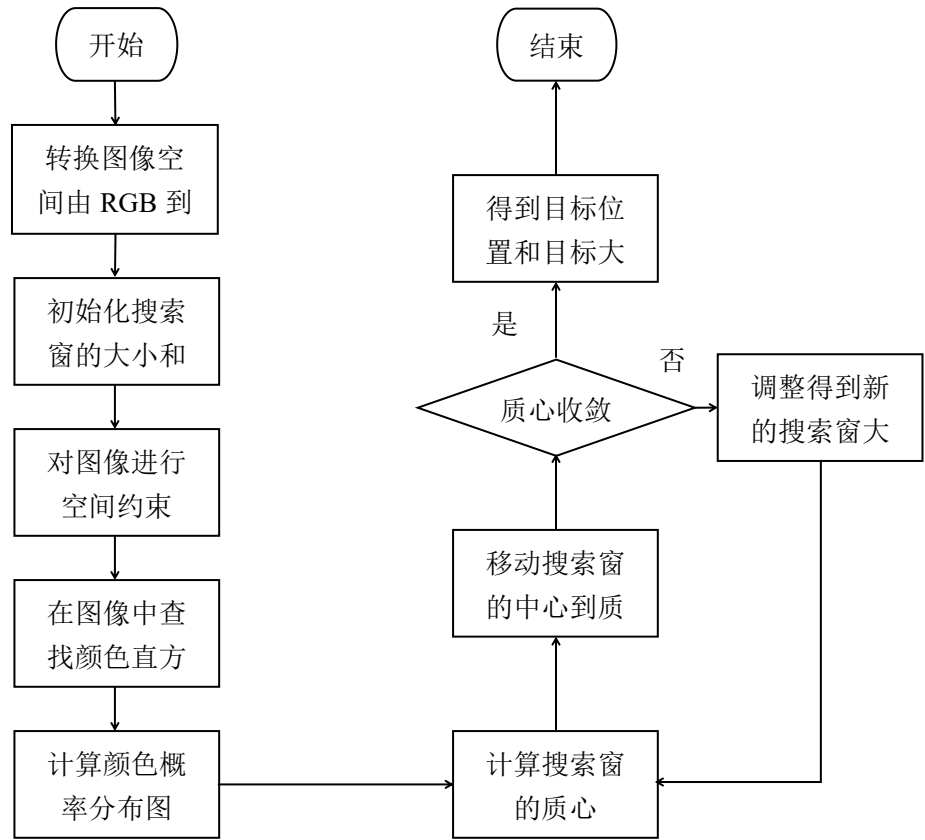 开始
转换图像空
间由 RGB 到
初始化搜索
窗的大小和
对图像进行
空间约束
在图像中查
找颜色直方
计算颜色概
率分布图
结束
得到目标位
置和目标大
是
否
质心收敛
调整得到新
的搜索窗大
移动搜索窗
的中心到质
计算搜索窗
的质心